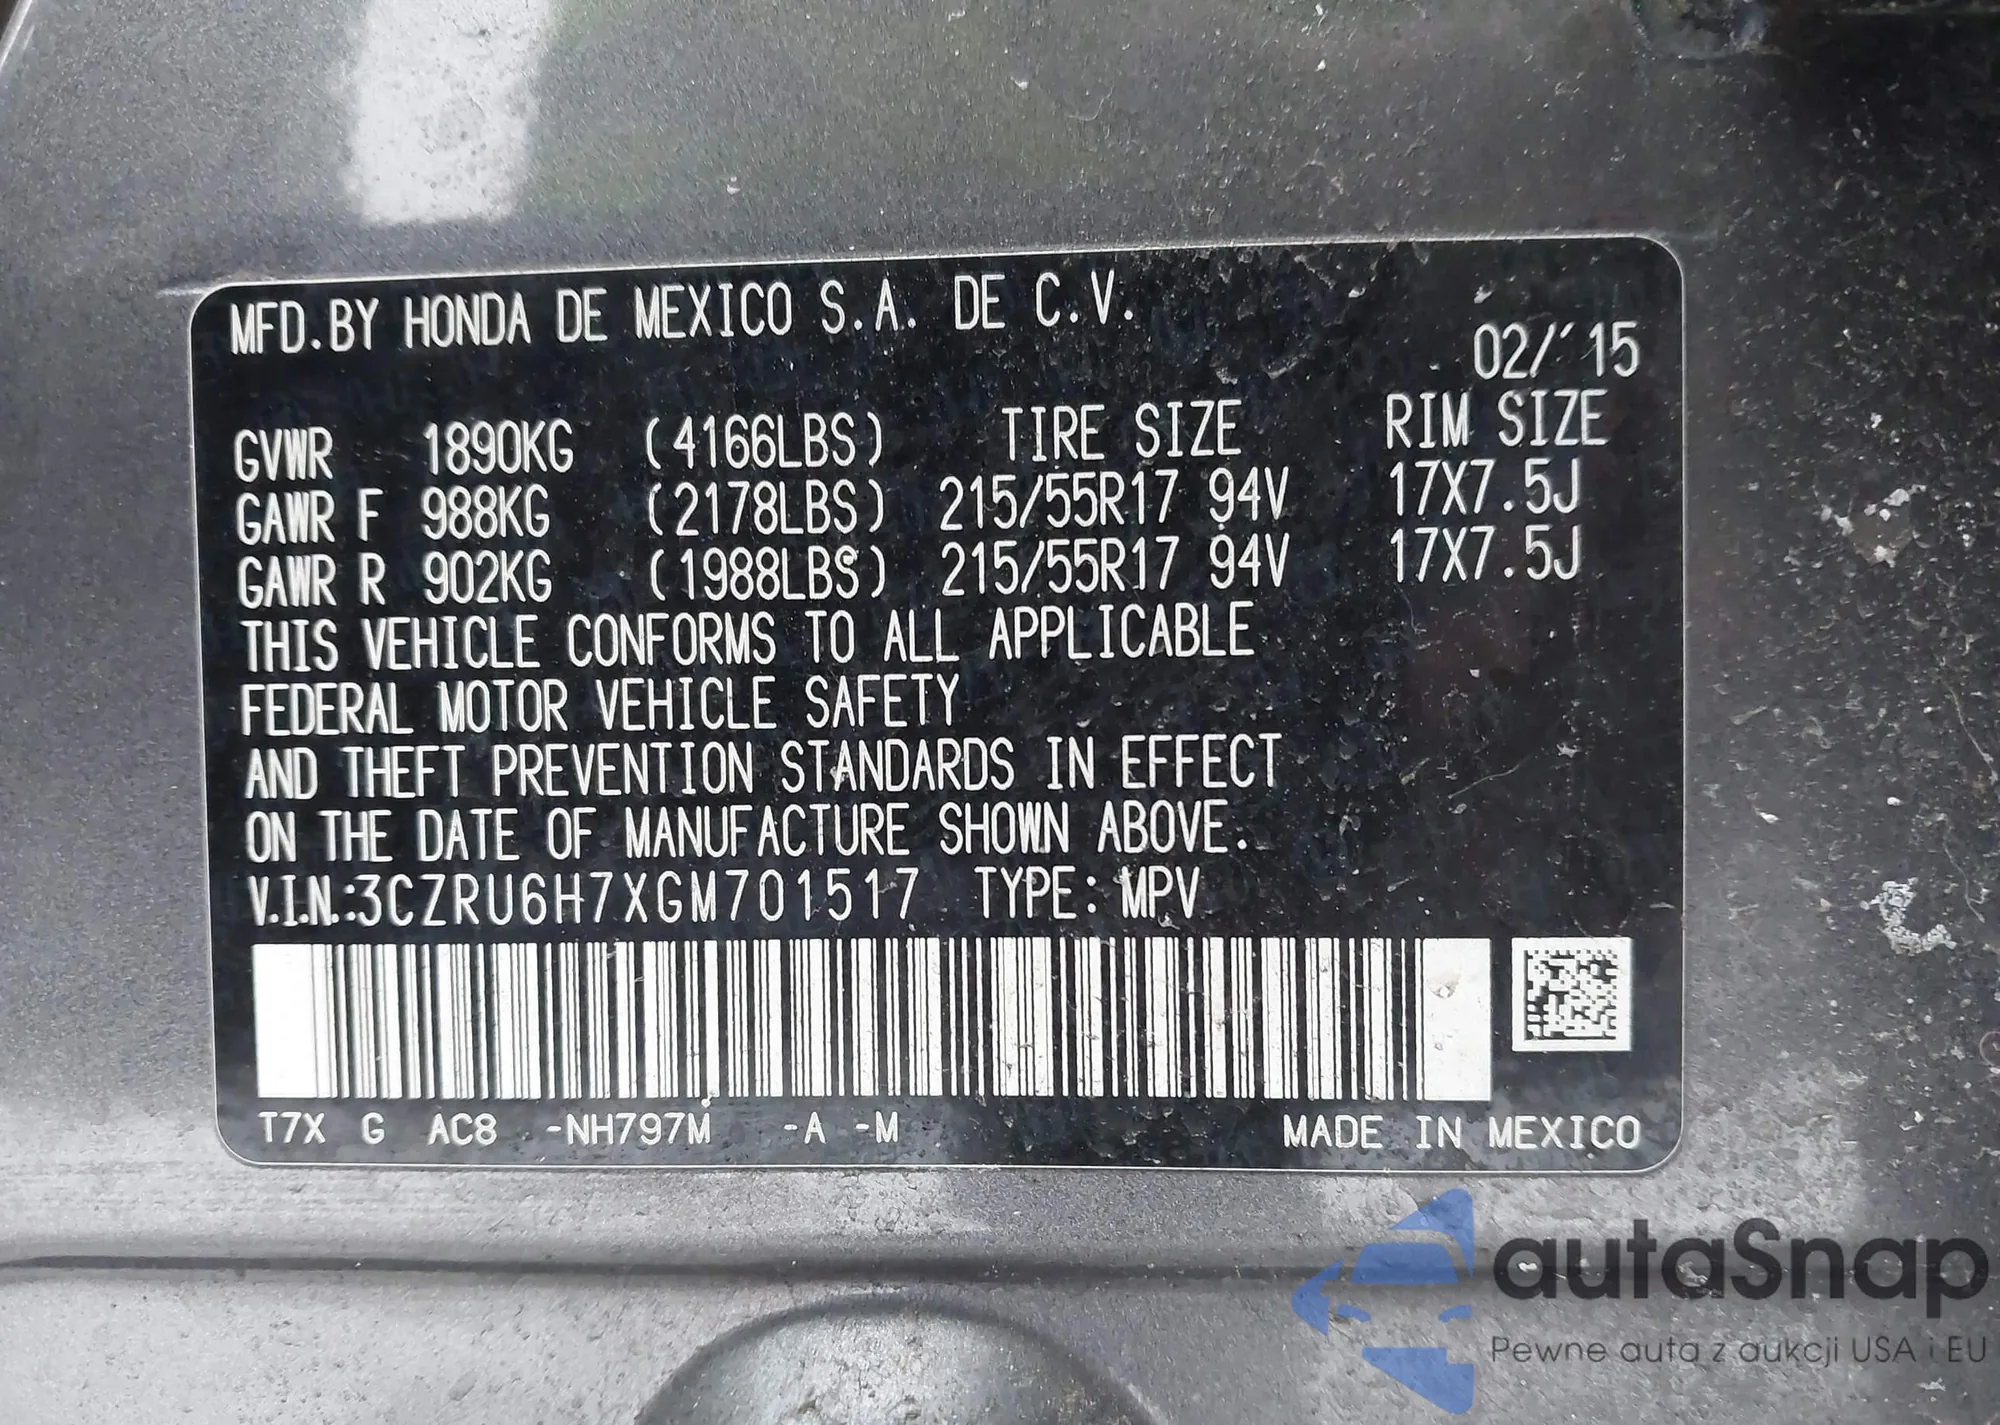 MFD.BY HONDA DE MEXICO S.A. DE C.V.
02/'15
GVWR 1890KG (4166LBS) TIRE SIZE RIM SIZE
GAWR F 988KG (2178LBS) 215/55R17 94V 17X7.5J
GAWR R 902KG (1988LBS) 215/55R17 94V 17X7.5J
THIS VEHICLE CONFORMS TO ALL APPLICABLE
FEDERAL MOTOR VEHICLE SAFETY
AND THEFT PREVENTION STANDARDS IN EFFECT
ON THE DATE OF MANUFACTURE SHOWN ABOVE.
V.I.N.:3CZRU6H7XGM701517 TYPE: MPV
T7X G AC8 -NH797M -A -M MADE IN MEXICO
autaSnap
Pewne auta z aukcji USA i EU